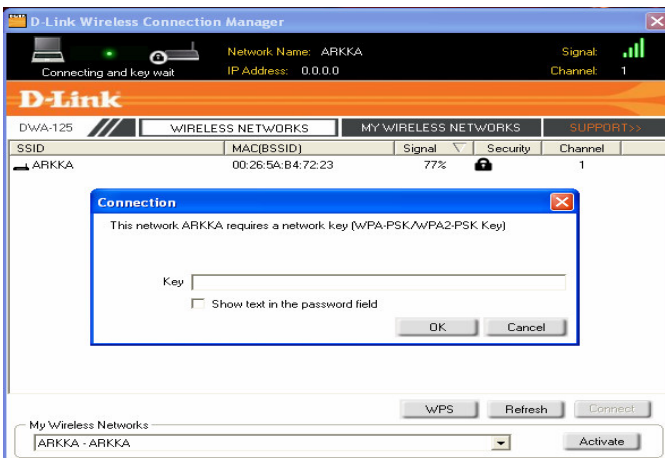 D-Link Wireless Connection Manager
Network Name: ARKKA
Signal:
Connecting and key wait
IP Address: 0.0.0.0
Channel: 1
D-Link
DWA-125
WIRELESS NETWORKS
MY WIRELESS NETWORKS
SUPPORT>>
SSID MAC(BSSID) Signal Security Channel
ARKKA 00:26:5A:B4:72:23 77% 1
Connection
This network ARKKA requires a network key (WPA-PSK/WPA2-PSK Key)
Key
Show text in the password field
OK Cancel
WPS Refresh Connect
My Wireless Networks
ARKKA - ARKKA
Activate